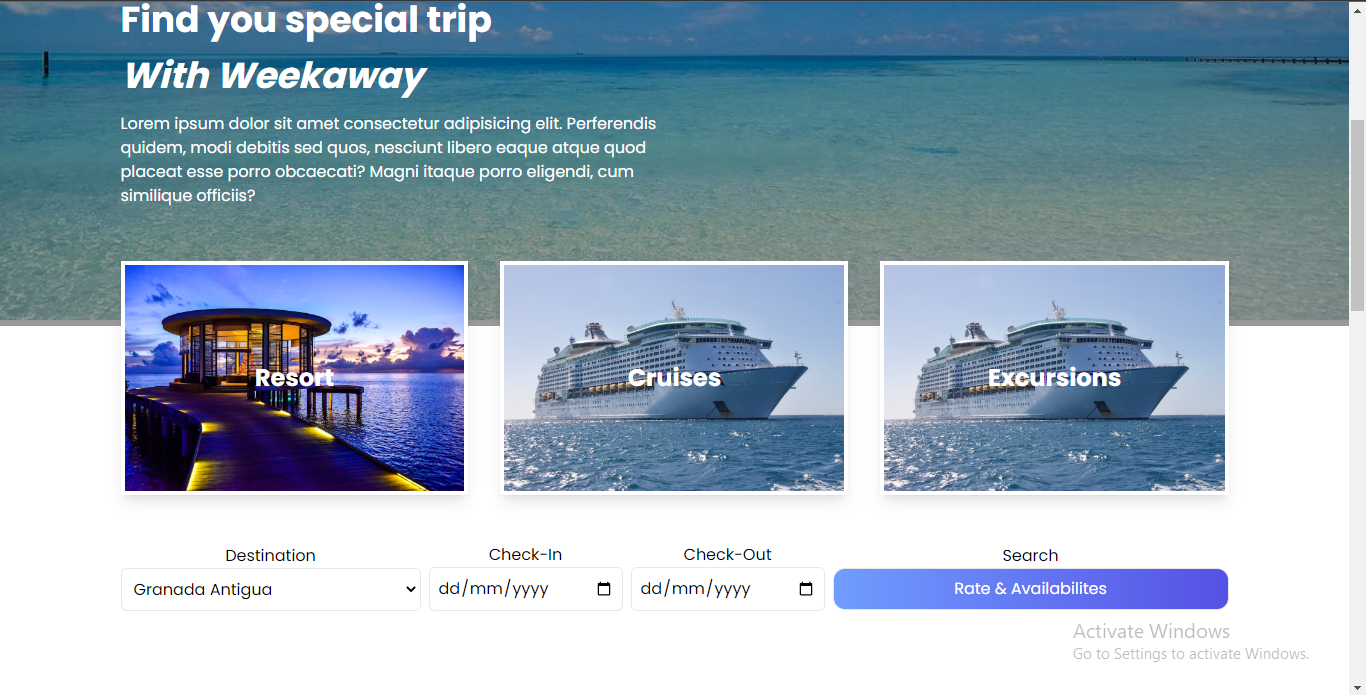 Find you special trip
With Weekaway
Lorem ipsum dolor sit amet consectetur adipisicing elit. Perferendis
quidem, modi debitis sed quos, nesciunt libero eaque atque quod
placeat esse porro obcaecati? Magni itaque porro eligendi, cum
similique officiis?
Resort
Cruises
Excursions
Destination
Check-In
Check-Out
Search
Granada Antigua
dd/mm/yyyy
dd/mm/yyyy
Rate & Availabilites
Activate Windows
Go to Settings to activate Windows.